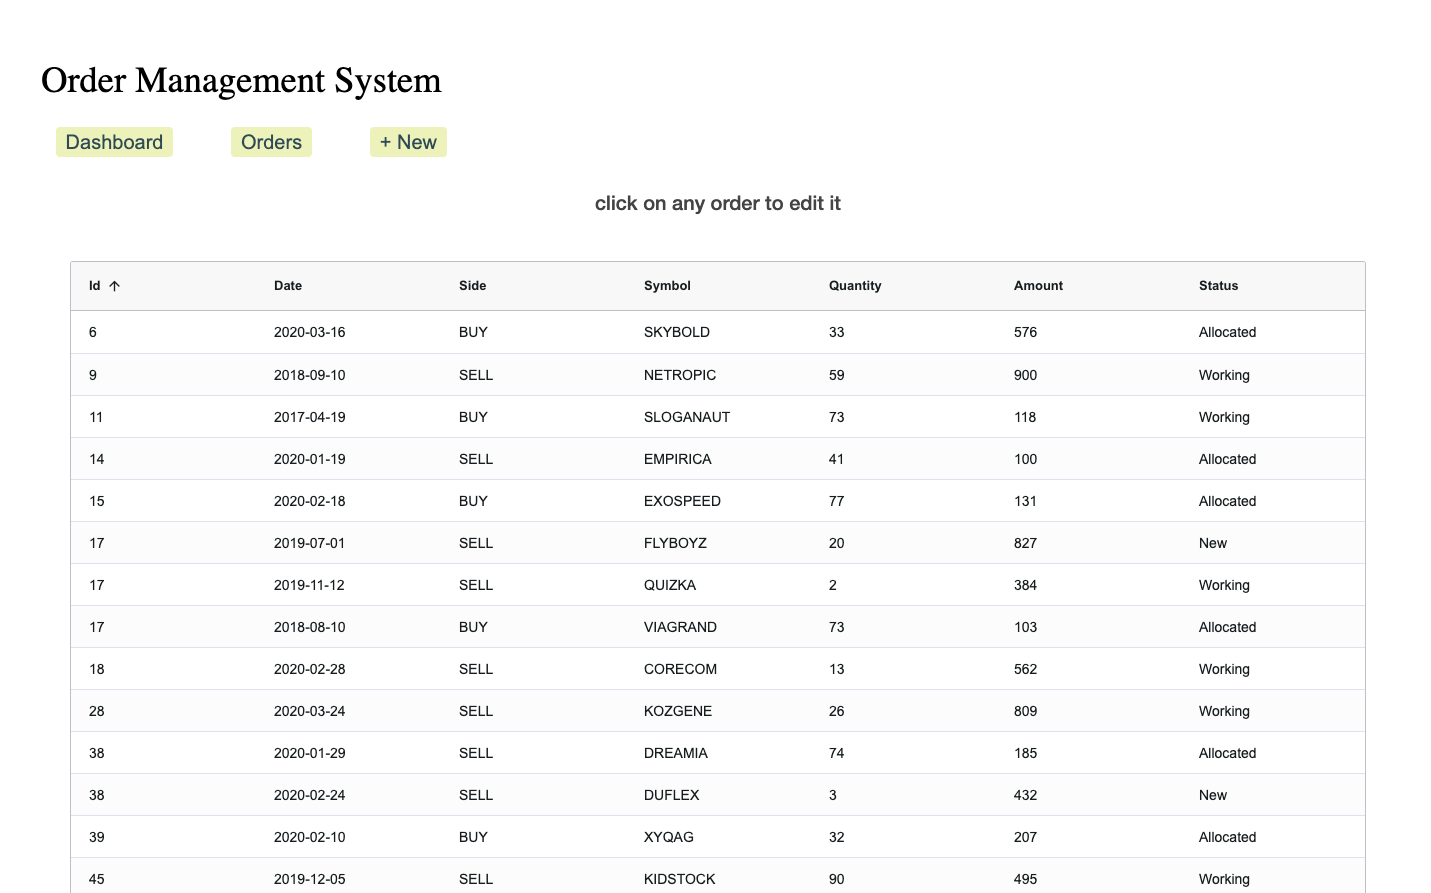 Order Management System
Dashboard Orders + New
click on any order to edit it
Id ↑ Date Side Symbol Quantity Amount Status
6 2020-03-16 BUY SKYBOLD 33 576 Allocated
9 2018-09-10 SELL NETROPIC 59 900 Working
11 2017-04-19 BUY SLOGANAUT 73 118 Working
14 2020-01-19 SELL EMPIRICA 41 100 Allocated
15 2020-02-18 BUY EXOSPEED 77 131 Allocated
17 2019-07-01 SELL FLYBOYZ 20 827 New
17 2019-11-12 SELL QUIZKA 2 384 Working
17 2018-08-10 BUY VIAGRAND 73 103 Allocated
18 2020-02-28 SELL CORECOM 13 562 Working
28 2020-03-24 SELL KOZGENE 26 809 Working
38 2020-01-29 SELL DREAMIA 74 185 Allocated
38 2020-02-24 SELL DUFLEX 3 432 New
39 2020-02-10 BUY XYQAG 32 207 Allocated
45 2019-12-05 SELL KIDSTOCK 90 495 Working